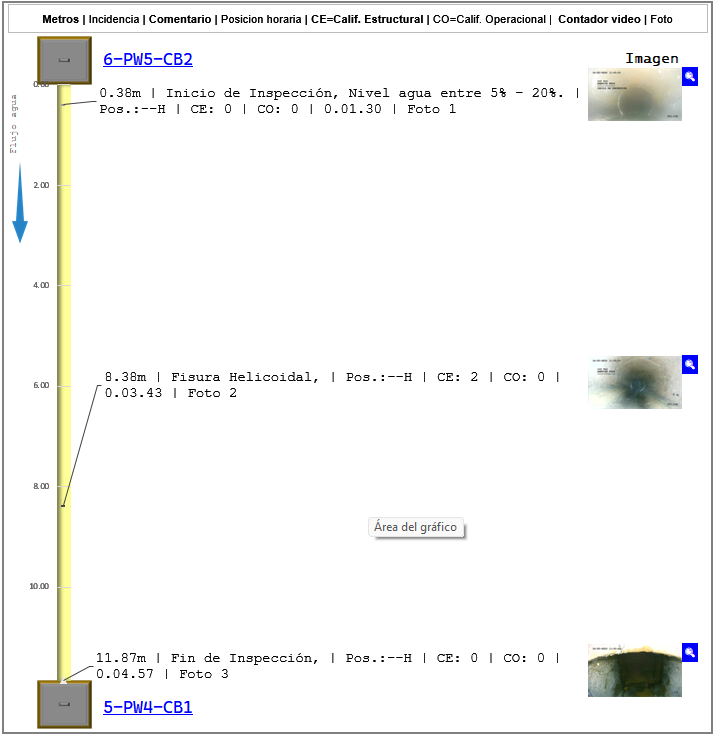 Metros | Incidencia | Comentario | Posicion horaria | CE=Calif. Estructural | CO=Calif. Operacional | Contador video | Foto
6-PW5-CB2
Imagen
0.00
0.38m | Inicio de Inspección, Nivel agua entre 5% - 20%. |
Pos.:--H | CE: 0 | CO: 0 | 0.01.30 | Foto 1
Flujo agua
2.00
4.00
8.38m | Fisura Helicoidal, | Pos.:--H | CE: 2 | CO: 0 |
0.03.43 | Foto 2
6.00
8.00
Área del gráfico
10.00
11.87m | Fin de Inspección, | Pos.:--H | CE: 0 | CO: 0 |
0.04.57 | Foto 3
5-PW4-CB1